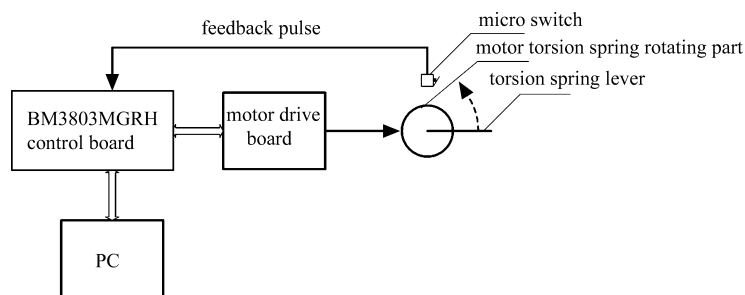 feedback pulse
micro switch
motor torsion spring rotating part
torsion spring lever
BM3803MGRH
control board
motor drive
board
PC